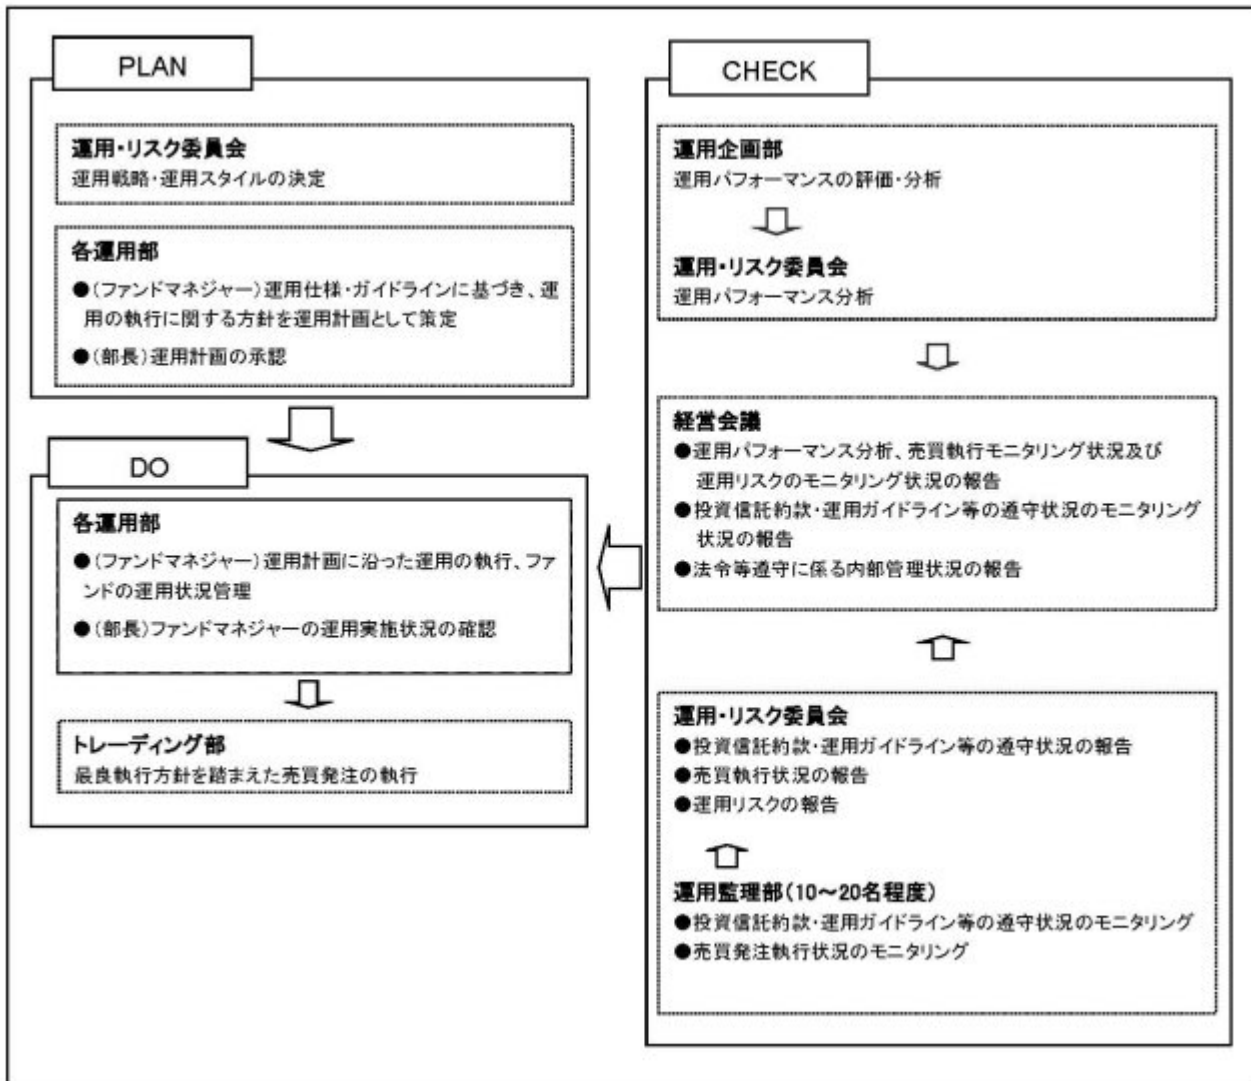 PLAN
運用・リスク委員会
運用戦略・運用スタイルの決定
各運用部
●(ファンドマネジャー)運用仕様・ガイドラインに基づき、運
用の執行に関する方針を運用計画として策定
●(部長)運用計画の承認
DO
各運用部
●(ファンドマネジャー)運用計画に沿った運用の執行、ファ
ンドの運用状況管理
●(部長)ファンドマネジャーの運用実施状況の確認
トレーディング部
最良執行方針を踏まえた売買発注の執行
CHECK
運用企画部
運用パフォーマンスの評価・分析
運用・リスク委員会
運用パフォーマンス分析
経営会議
●運用パフォーマンス分析、売買執行モニタリング状況及び
運用リスクのモニタリング状況の報告
●投資信託約款・運用ガイドライン等の遵守状況のモニタリング
状況の報告
●法令等遵守に係る内部管理状況の報告
運用・リスク委員会
●投資信託約款・運用ガイドライン等の遵守状況の報告
●売買執行状況の報告
●運用リスクの報告
運用監理部(10～20名程度)
●投資信託約款・運用ガイドライン等の遵守状況のモニタリング
●売買発注執行状況のモニタリング